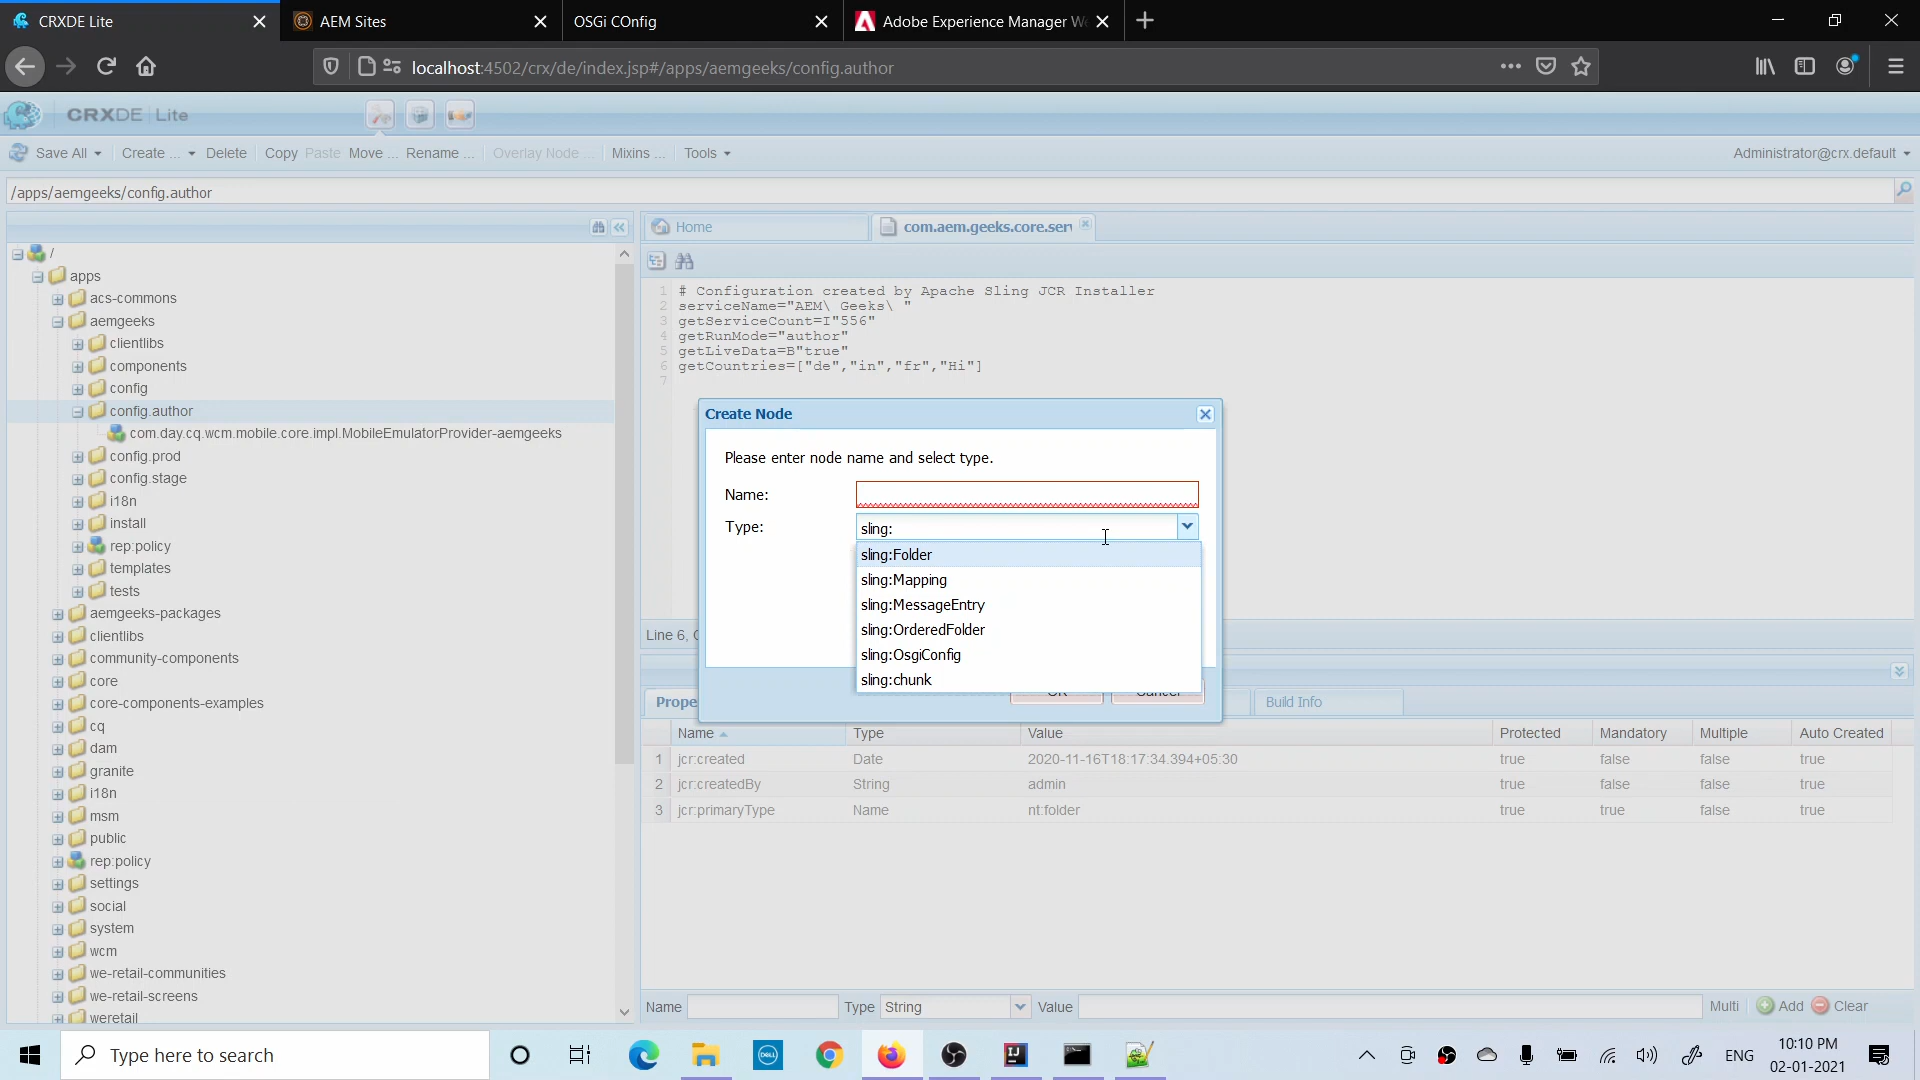 CRXDE Lite
AEM Sites
OSGi COnfig
Adobe Experience Manager We
localhost:4502/crx/de/index.jsp#/apps/aemgeeks/config.author
CRXDE | Lite
Save All
Create ...
Delete
Copy
Paste
Move ...
Rename ...
Overlay Node ...
Mixins ...
Tools
Administrator@crx.default
/apps/aemgeeks/config.author
/
apps
acs-commons
aemgeeks
clientlibs
components
config
config.author
com.day.cq.wcm.mobile.core.impl.MobileEmulatorProvider-aemgeeks
config.prod
config.stage
i18n
install
rep:policy
templates
tests
aemgeeks-packages
clientlibs
community-components
core
core-components-examples
cq
dam
granite
i18n
msm
public
rep:policy
settings
social
system
wcm
we-retail-communities
we-retail-screens
weretail
Home
com.aem.geeks.core.ser
1 # Configuration created by Apache Sling JCR Installer
2 serviceName="AEM\ Geeks\ "
3 getServiceCount=I"556"
4 getRunMode="author"
5 getLiveData=B"true"
6 getCountries=["de","in","fr","Hi"]
7
Line 6,
Create Node
Please enter node name and select type.
Name:
Type:
sling:
sling:Folder
sling:Mapping
sling:MessageEntry
sling:OrderedFolder
sling:OsgiConfig
sling:chunk
OK
Cancel
Prope
Build Info
Name Type Value Protected Mandatory Multiple Auto Created
1 jcr:created Date 2020-11-16T18:17:34.394+05:30 true false false true
2 jcr:createdBy String admin true false false true
3 jcr:primaryType Name nt:folder true true false true
Name
Type
String
Value
Multi
Add
Clear
Type here to search
DELL
IJ
ENG
10:10 PM
02-01-2021